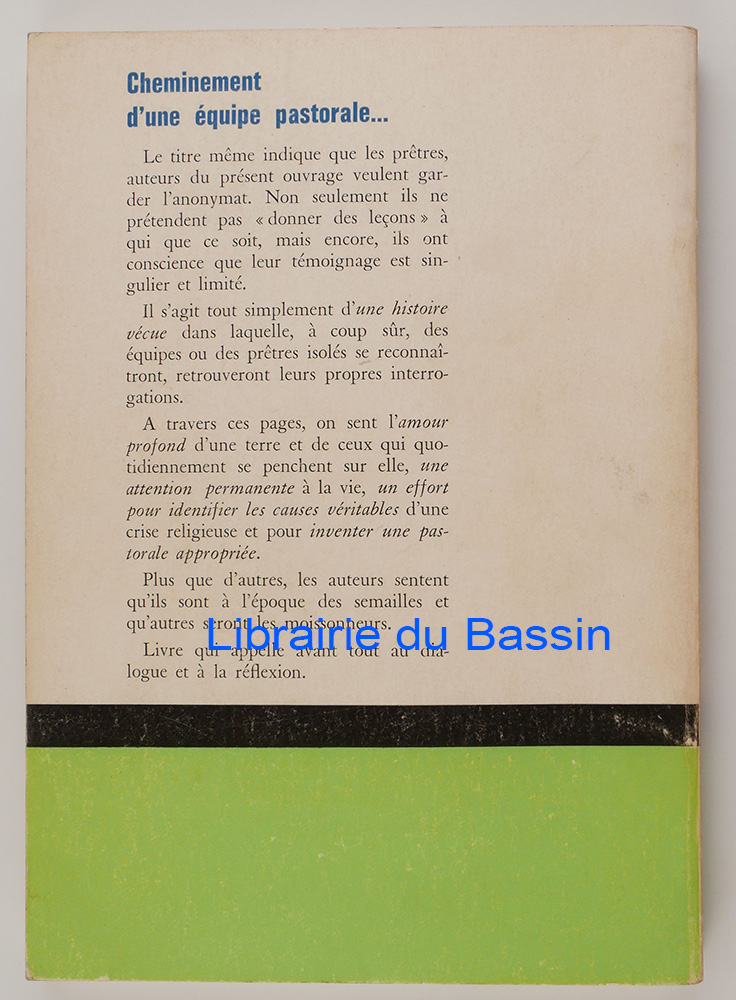 Cheminement
d'une équipe pastorale...
Le titre même indique que les prêtres,
auteurs du présent ouvrage veulent gar-
der l'anonymat. Non seulement ils ne
prétendent pas « donner des leçons » à
qui que ce soit, mais encore, ils ont
conscience que leur témoignage est sin-
gulier et limité.
Il s'agit tout simplement d'une histoire
vécue dans laquelle, à coup sûr, des
équipes ou des prêtres isolés se reconnaî-
tront, retrouveront leurs propres interro-
gations.
A travers ces pages, on sent l'amour
profond d'une terre et de ceux qui quo-
tidiennement se penchent sur elle, une
attention permanente à la vie, un effort
pour identifier les causes véritables d'une
crise religieuse et pour inventer une pas-
torale appropriée.
Plus que d'autres, les auteurs sentent
qu'ils sont à l'époque des semailles et
qu'autres seront les moissonneurs.
Librairie du Bassin
Livre qui appelle avant tout au dia-
logue et à la réflexion.